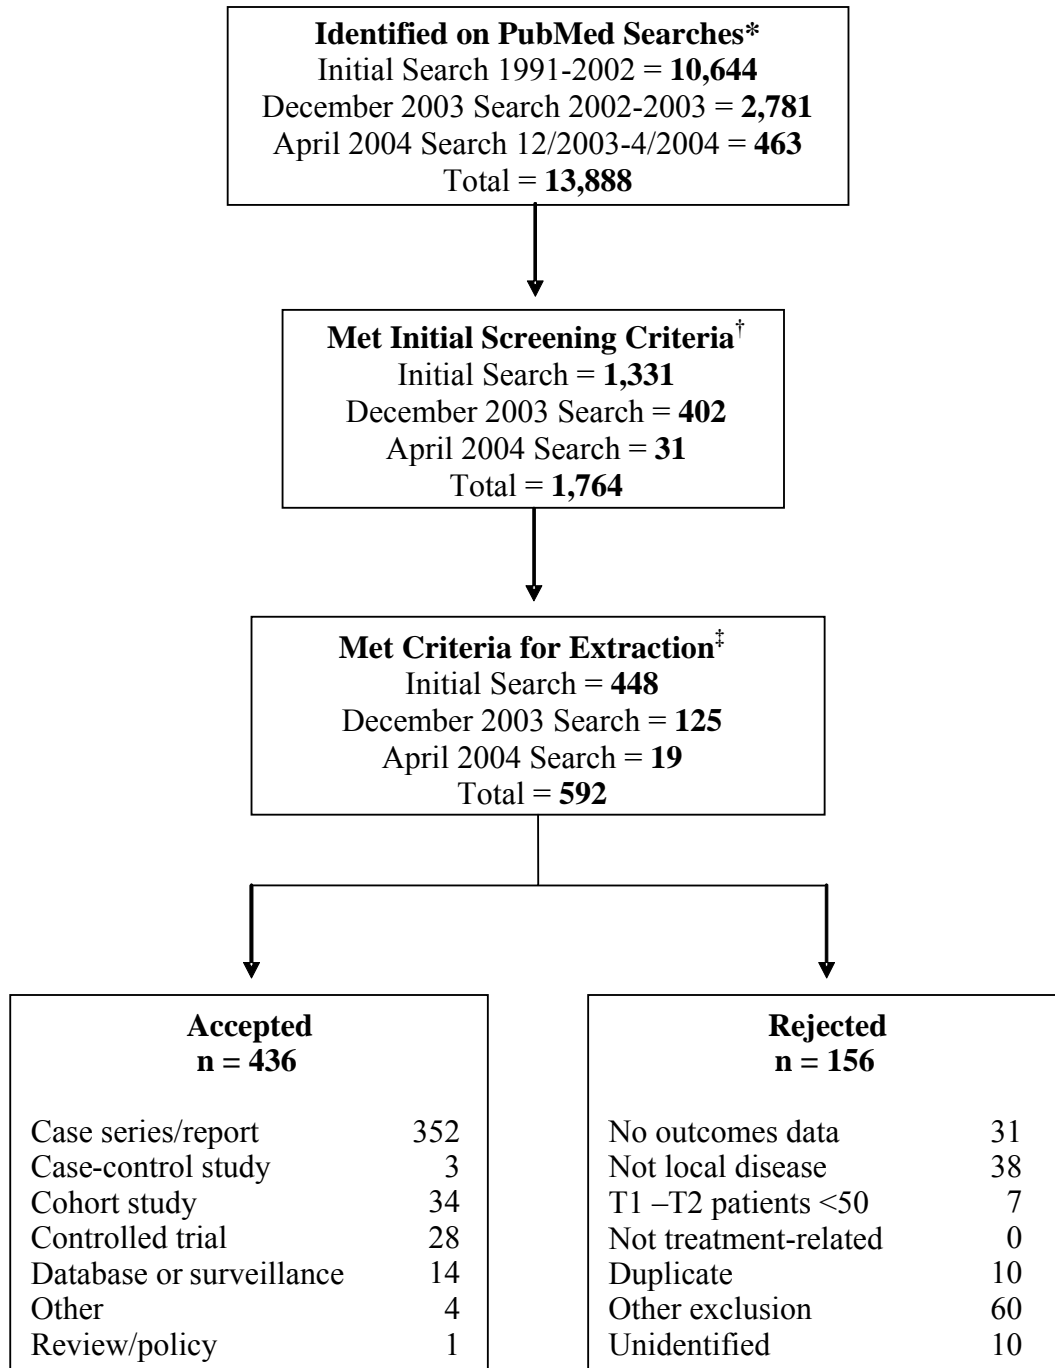 Identified on PubMed Searches*
Initial Search 1991-2002 = 10,644
December 2003 Search 2002-2003 = 2,781
April 2004 Search 12/2003-4/2004 = 463
Total = 13,888
Met Initial Screening Criteria†
Initial Search = 1,331
December 2003 Search = 402
April 2004 Search = 31
Total = 1,764
Met Criteria for Extraction‡
Initial Search = 448
December 2003 Search = 125
April 2004 Search = 19
Total = 592
Accepted
n = 436
Case series/report 352
Case-control study 3
Cohort study 34
Controlled trial 28
Database or surveillance 14
Other 4
Review/policy 1
Rejected
n = 156
No outcomes data 31
Not local disease 38
T1 –T2 patients <50 7
Not treatment-related 0
Duplicate 10
Other exclusion 60
Unidentified 10